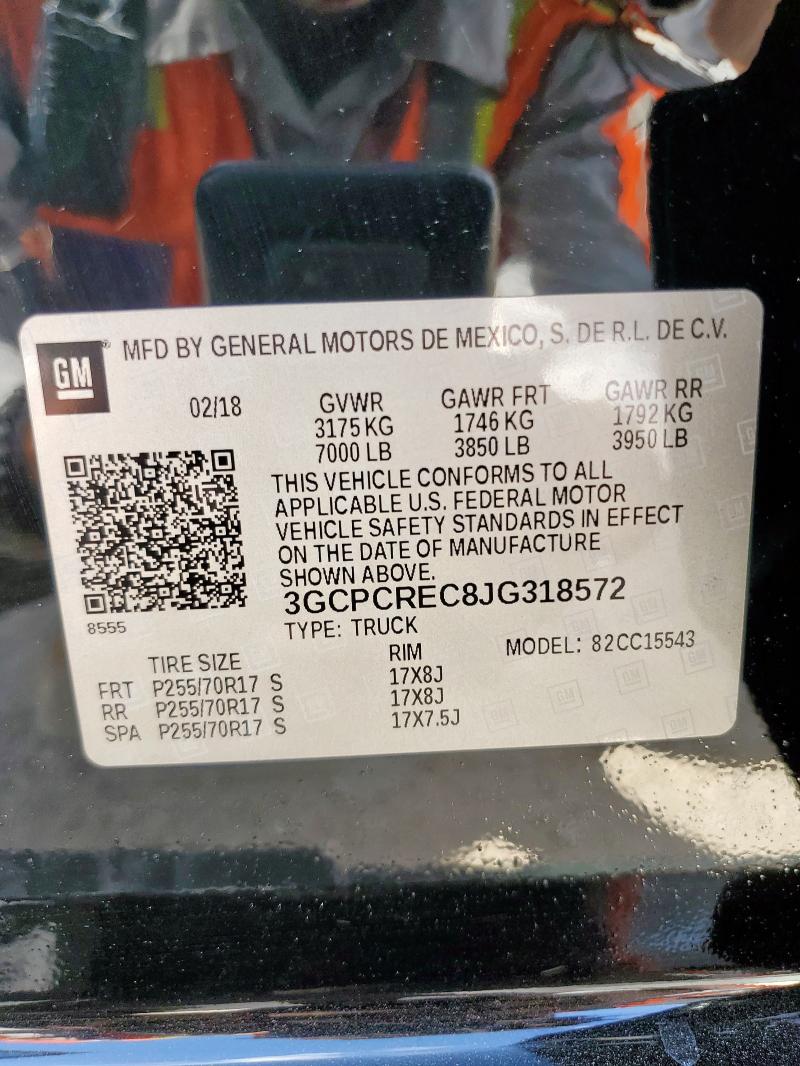 GM® MFD BY GENERAL MOTORS DE MEXICO, S. DE R.L. DE C.V.
02/18 GVWR GAWR FRT GAWR RR
3175 KG 1746 KG 1792 KG
7000 LB 3850 LB 3950 LB
THIS VEHICLE CONFORMS TO ALL
APPLICABLE U.S. FEDERAL MOTOR
VEHICLE SAFETY STANDARDS IN EFFECT
ON THE DATE OF MANUFACTURE
SHOWN ABOVE.
3GCPCREC8JG318572
8555
TYPE: TRUCK
MODEL: 82CC15543
TIRE SIZE RIM
FRT P255/70R17 S 17X8J
RR P255/70R17 S 17X8J
SPA P255/70R17 S 17X7.5J